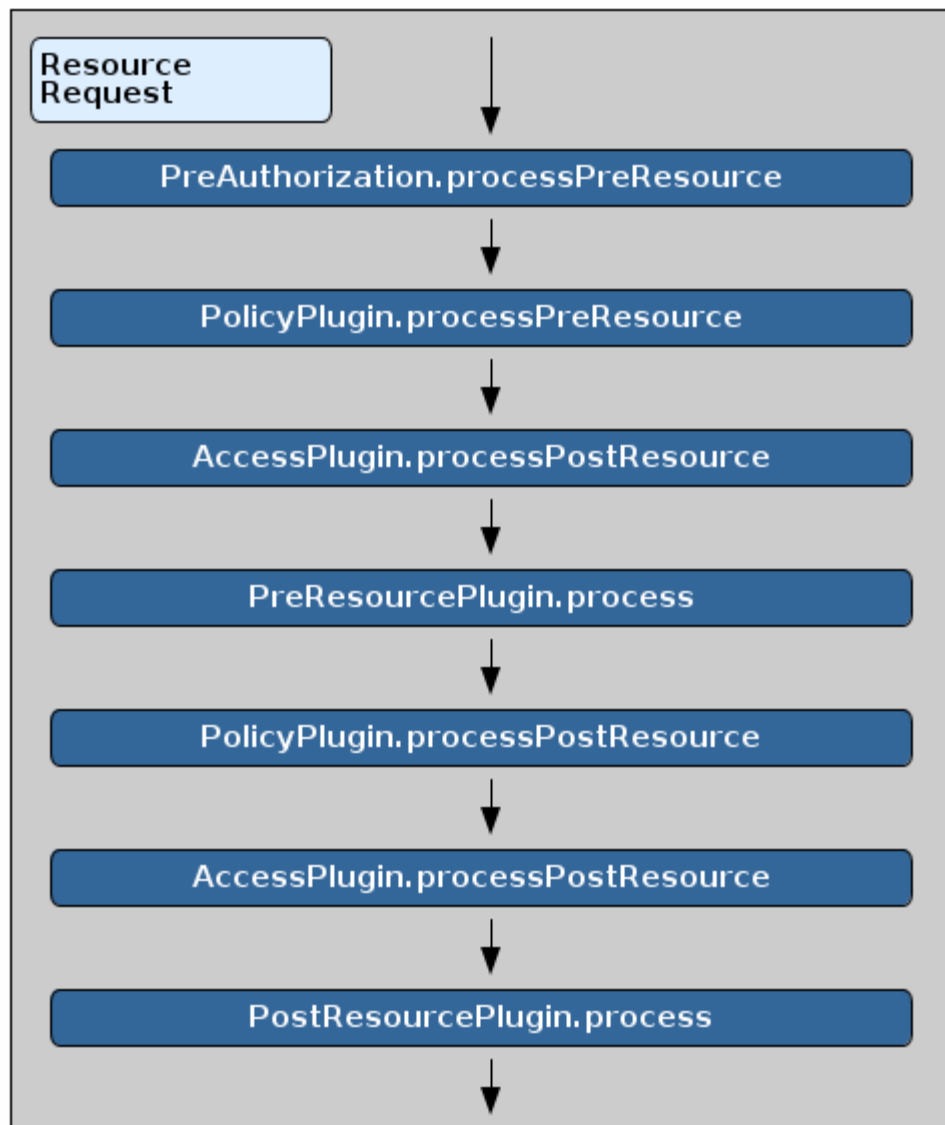 Resource
Request
PreAuthorization.processPreResource
PolicyPlugin.processPreResource
AccessPlugin.processPostResource
PreResourcePlugin.process
PolicyPlugin.processPostResource
AccessPlugin.processPostResource
PostResourcePlugin.process